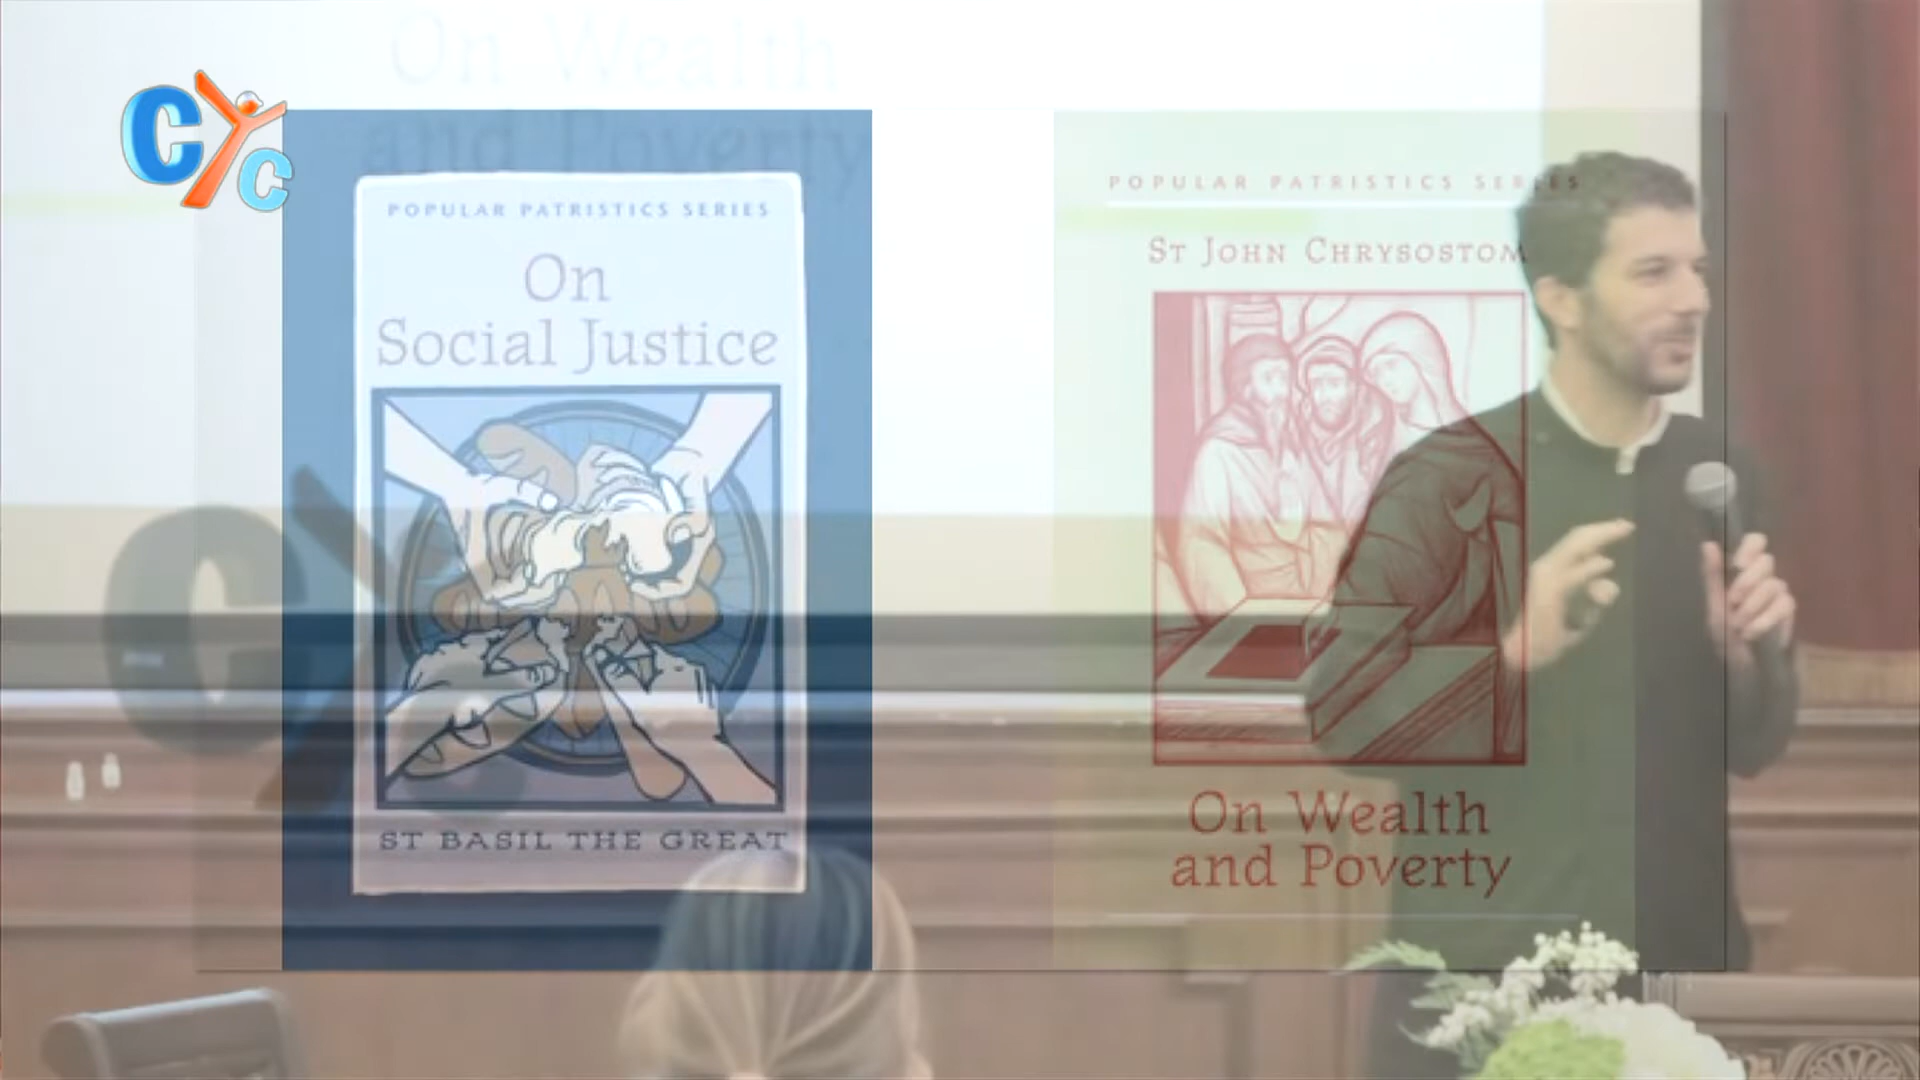 On Wealth
and Poverty
CYC
POPULAR PATRISTICS SERIES
On
Social Justice
ST BASIL THE GREAT
POPULAR PATRISTICS SERIES
ST JOHN CHRYSOSTOM
On Wealth
and Poverty